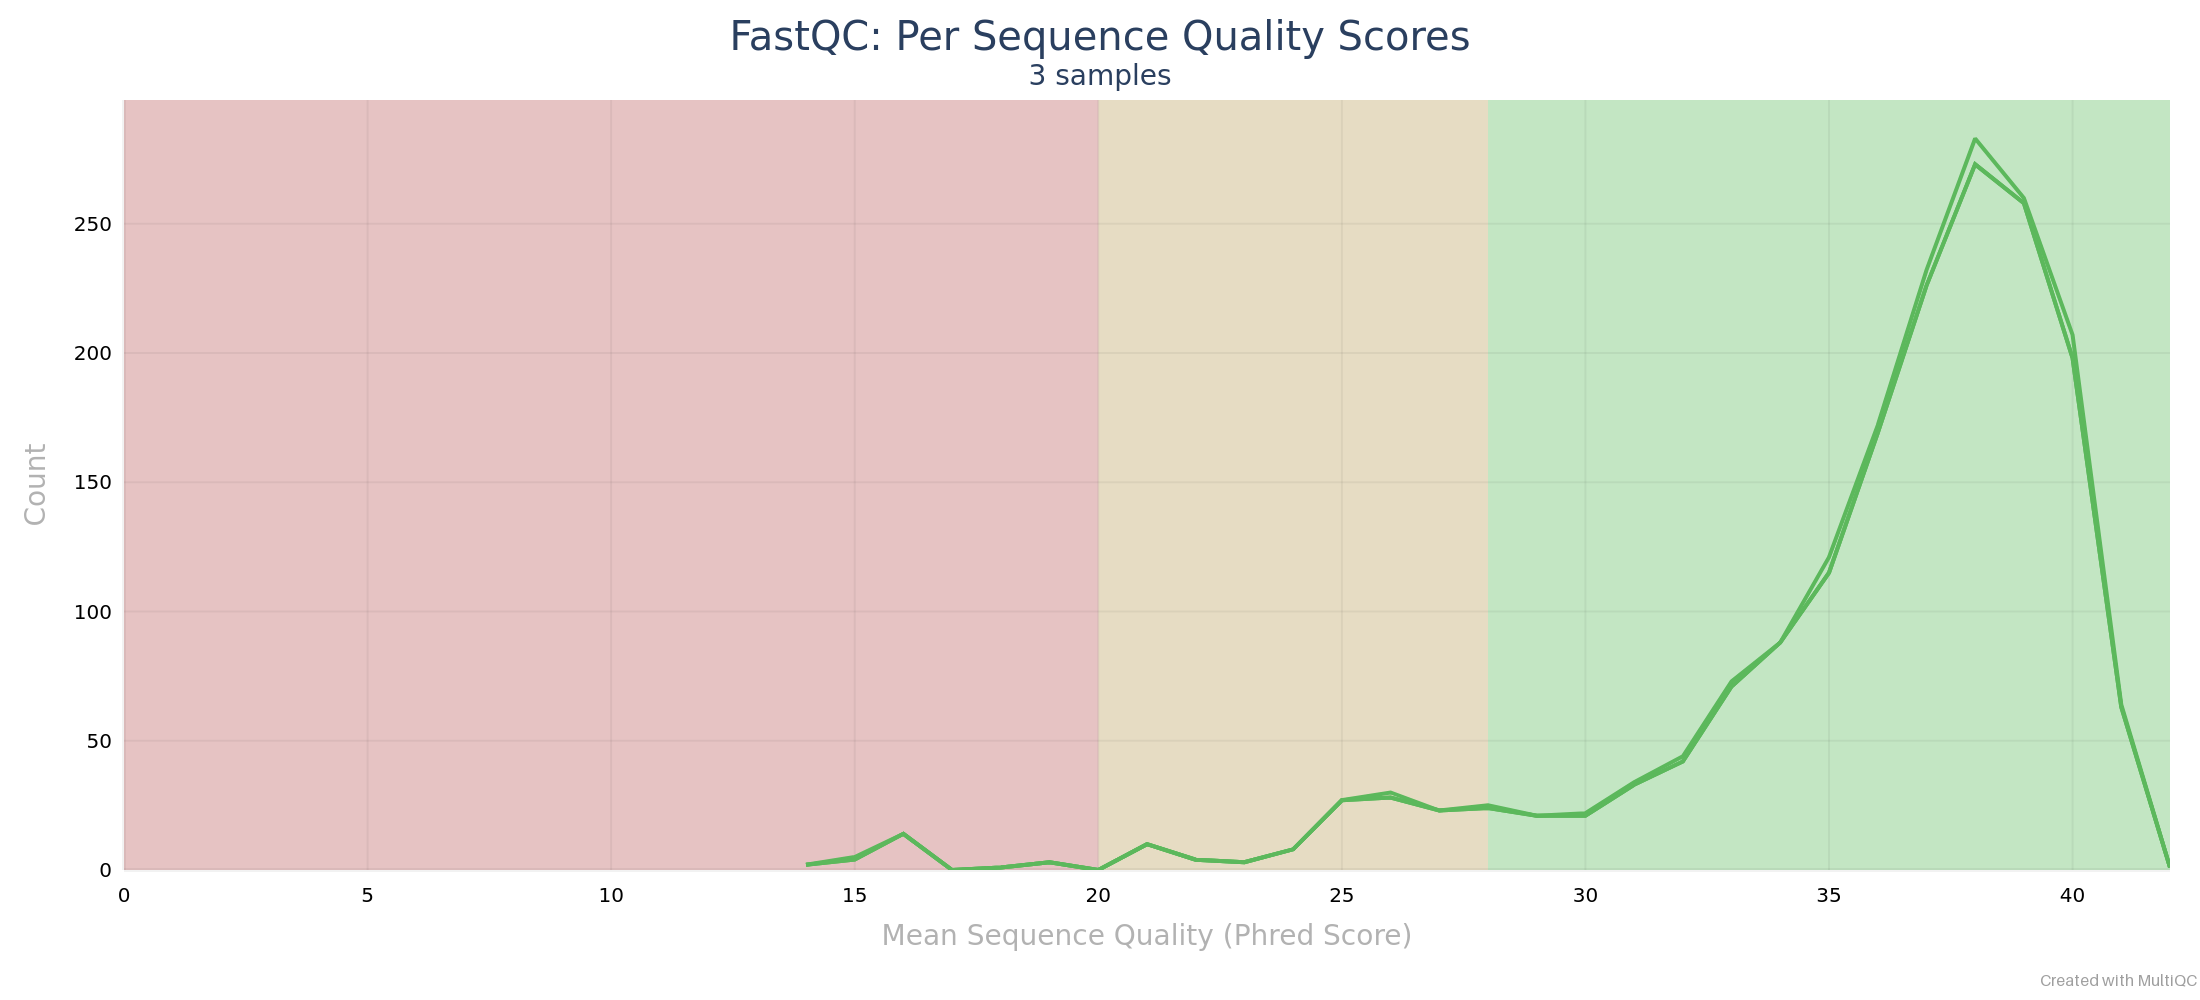 FastQC: Per Sequence Quality Scores
3 samples
Count
250
200
150
100
50
0
0 5 10 15 20 25 30 35 40
Mean Sequence Quality (Phred Score)
Created with MultiQC